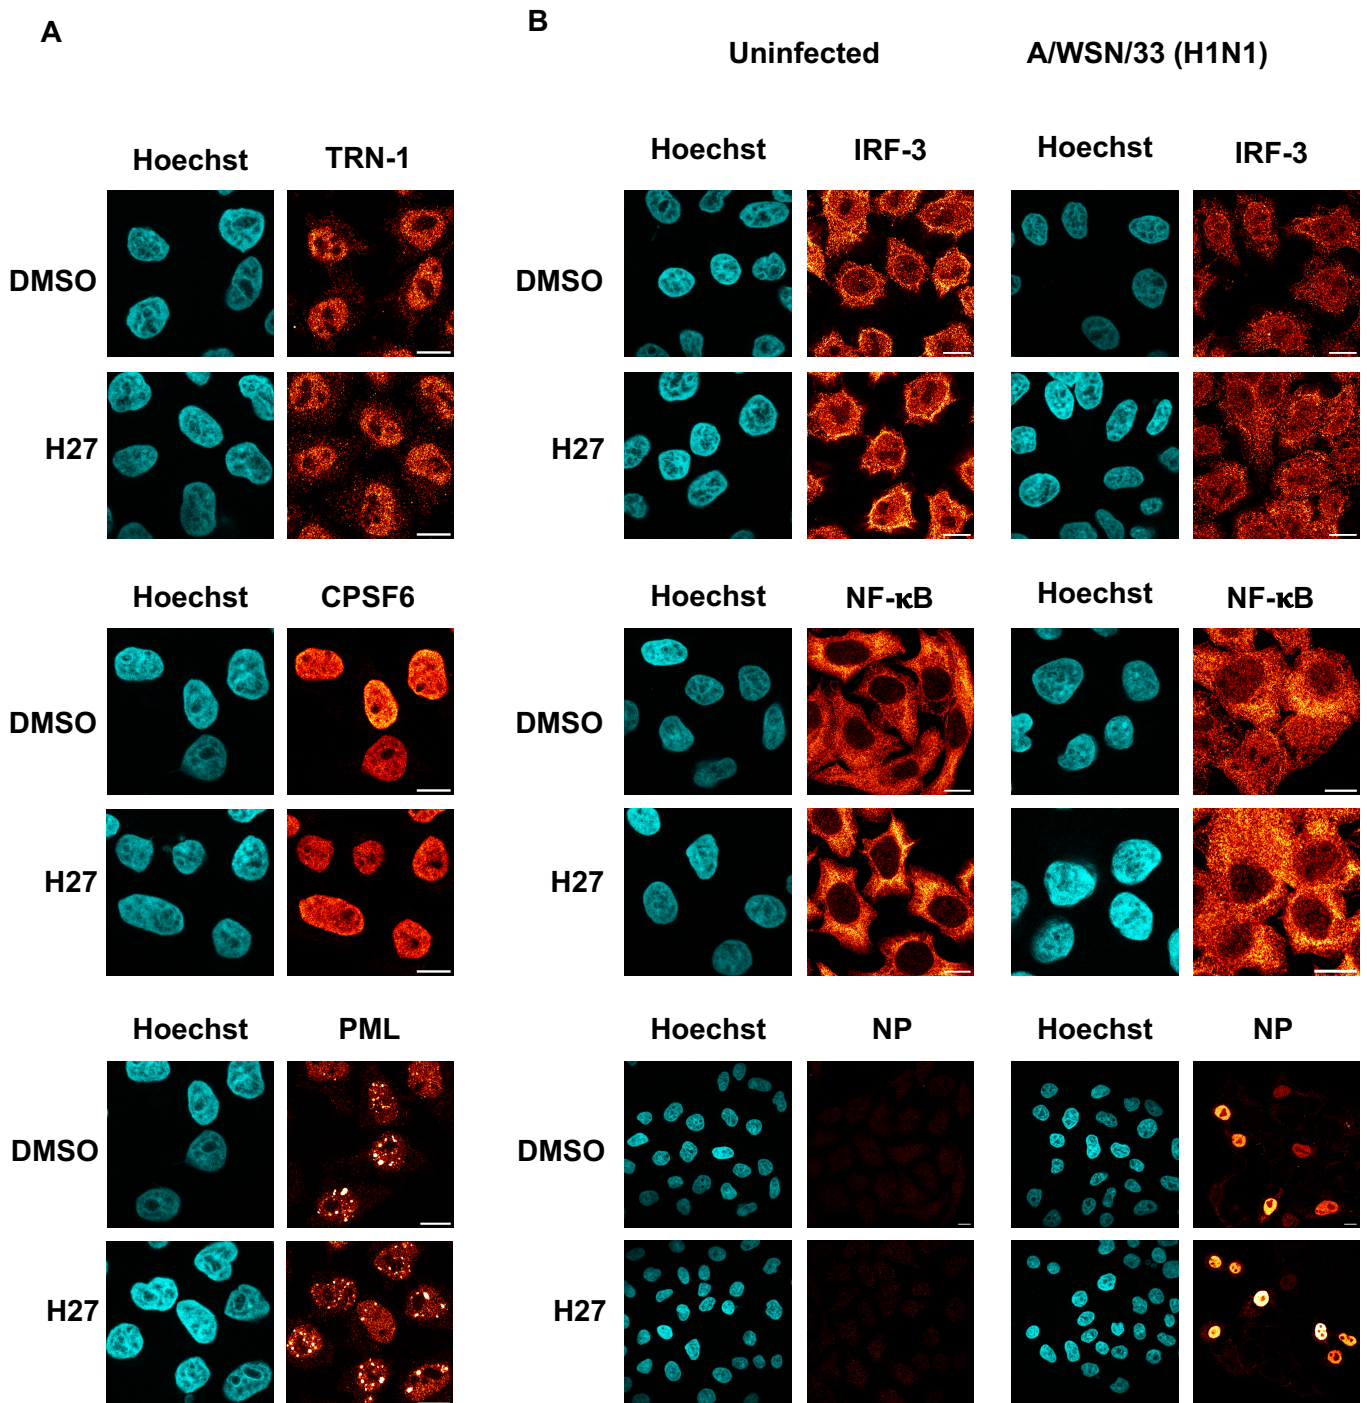 A
B
Uninfected
A/WSN/33 (H1N1)
Hoechst
TRN-1
Hoechst
IRF-3
Hoechst
IRF-3
DMSO
DMSO
H27
H27
Hoechst
CPSF6
Hoechst
NF-κB
Hoechst
NF-κB
DMSO
DMSO
H27
H27
Hoechst
PML
Hoechst
NP
Hoechst
NP
DMSO
DMSO
H27
H27